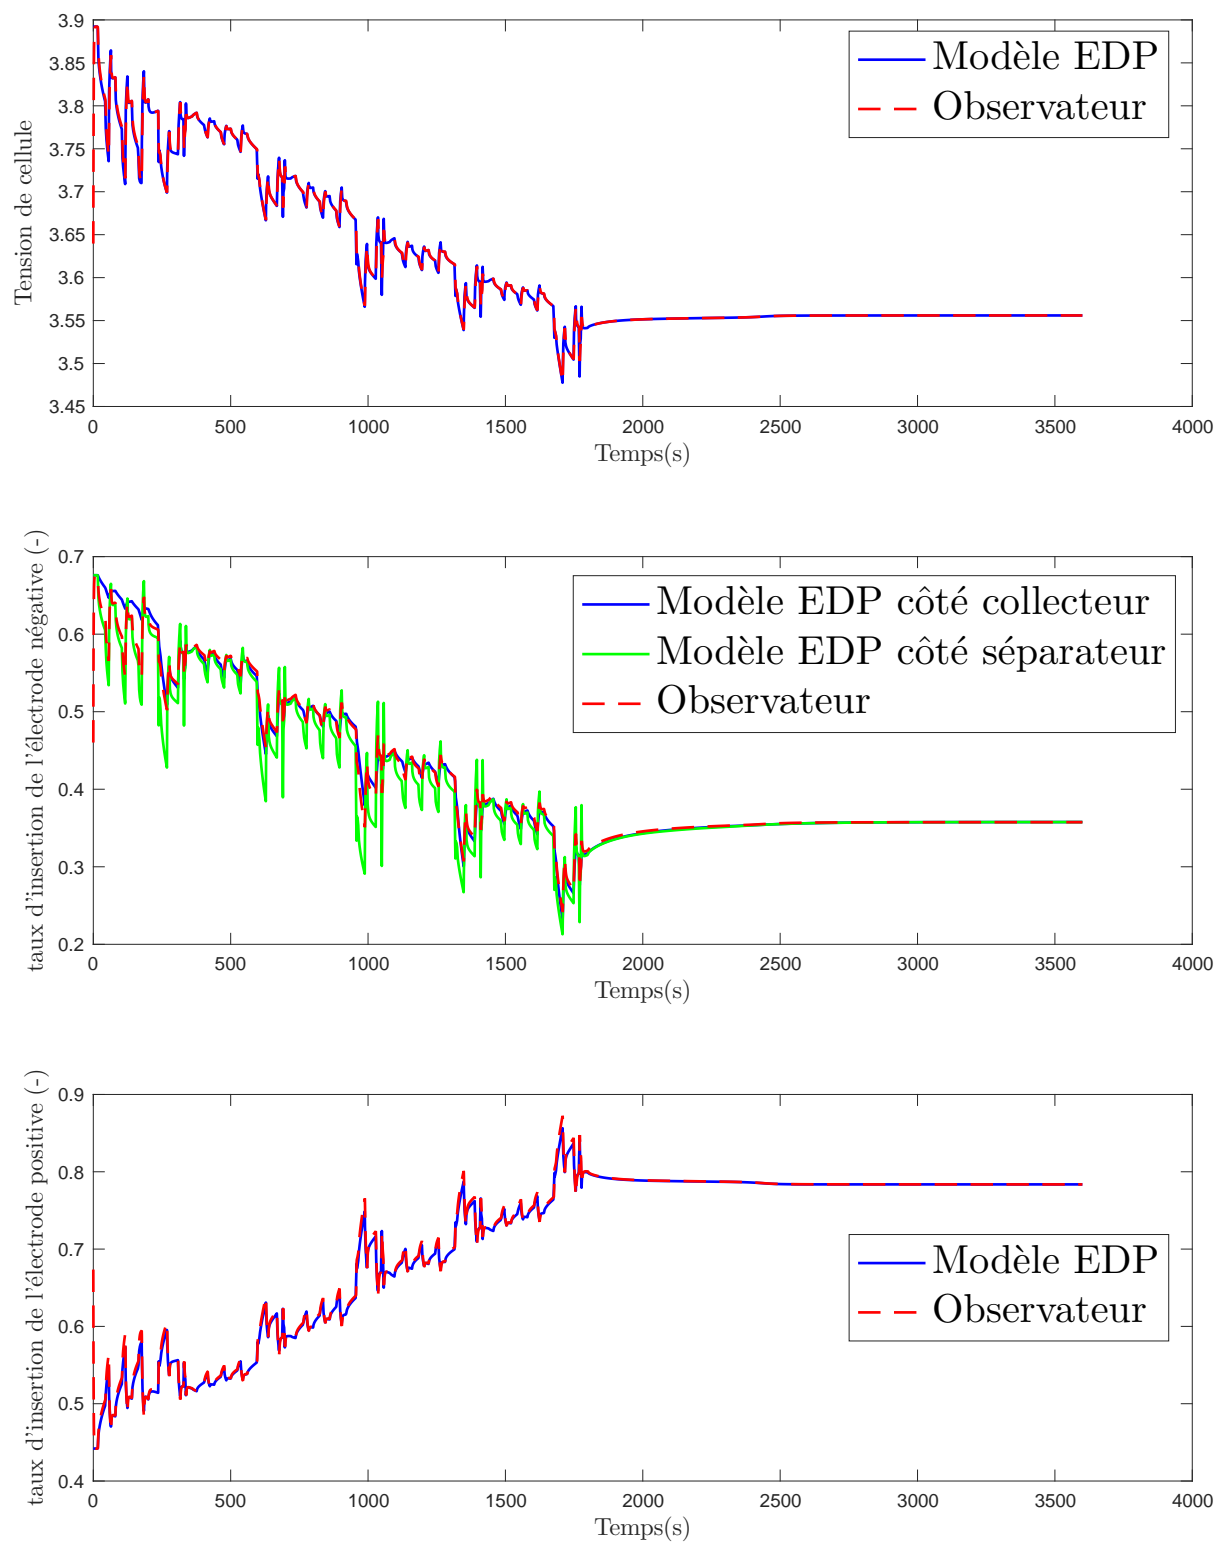 3.9
3.85
3.8
3.75
3.7
3.65
3.6
3.55
3.5
3.45
Tension de cellule
Modèle EDP
Observateur
0 500 1000 1500 2000 2500 3000 3500 4000
Temps(s)
0.7
0.6
0.5
0.4
0.3
0.2
taux d'insertion de l'électrode négative (-)
Modèle EDP côté collecteur
Modèle EDP côté séparateur
Observateur
0 500 1000 1500 2000 2500 3000 3500 4000
Temps(s)
0.9
0.8
0.7
0.6
0.5
0.4
taux d'insertion de l'électrode positive (-)
Modèle EDP
Observateur
0 500 1000 1500 2000 2500 3000 3500 4000
Temps(s)